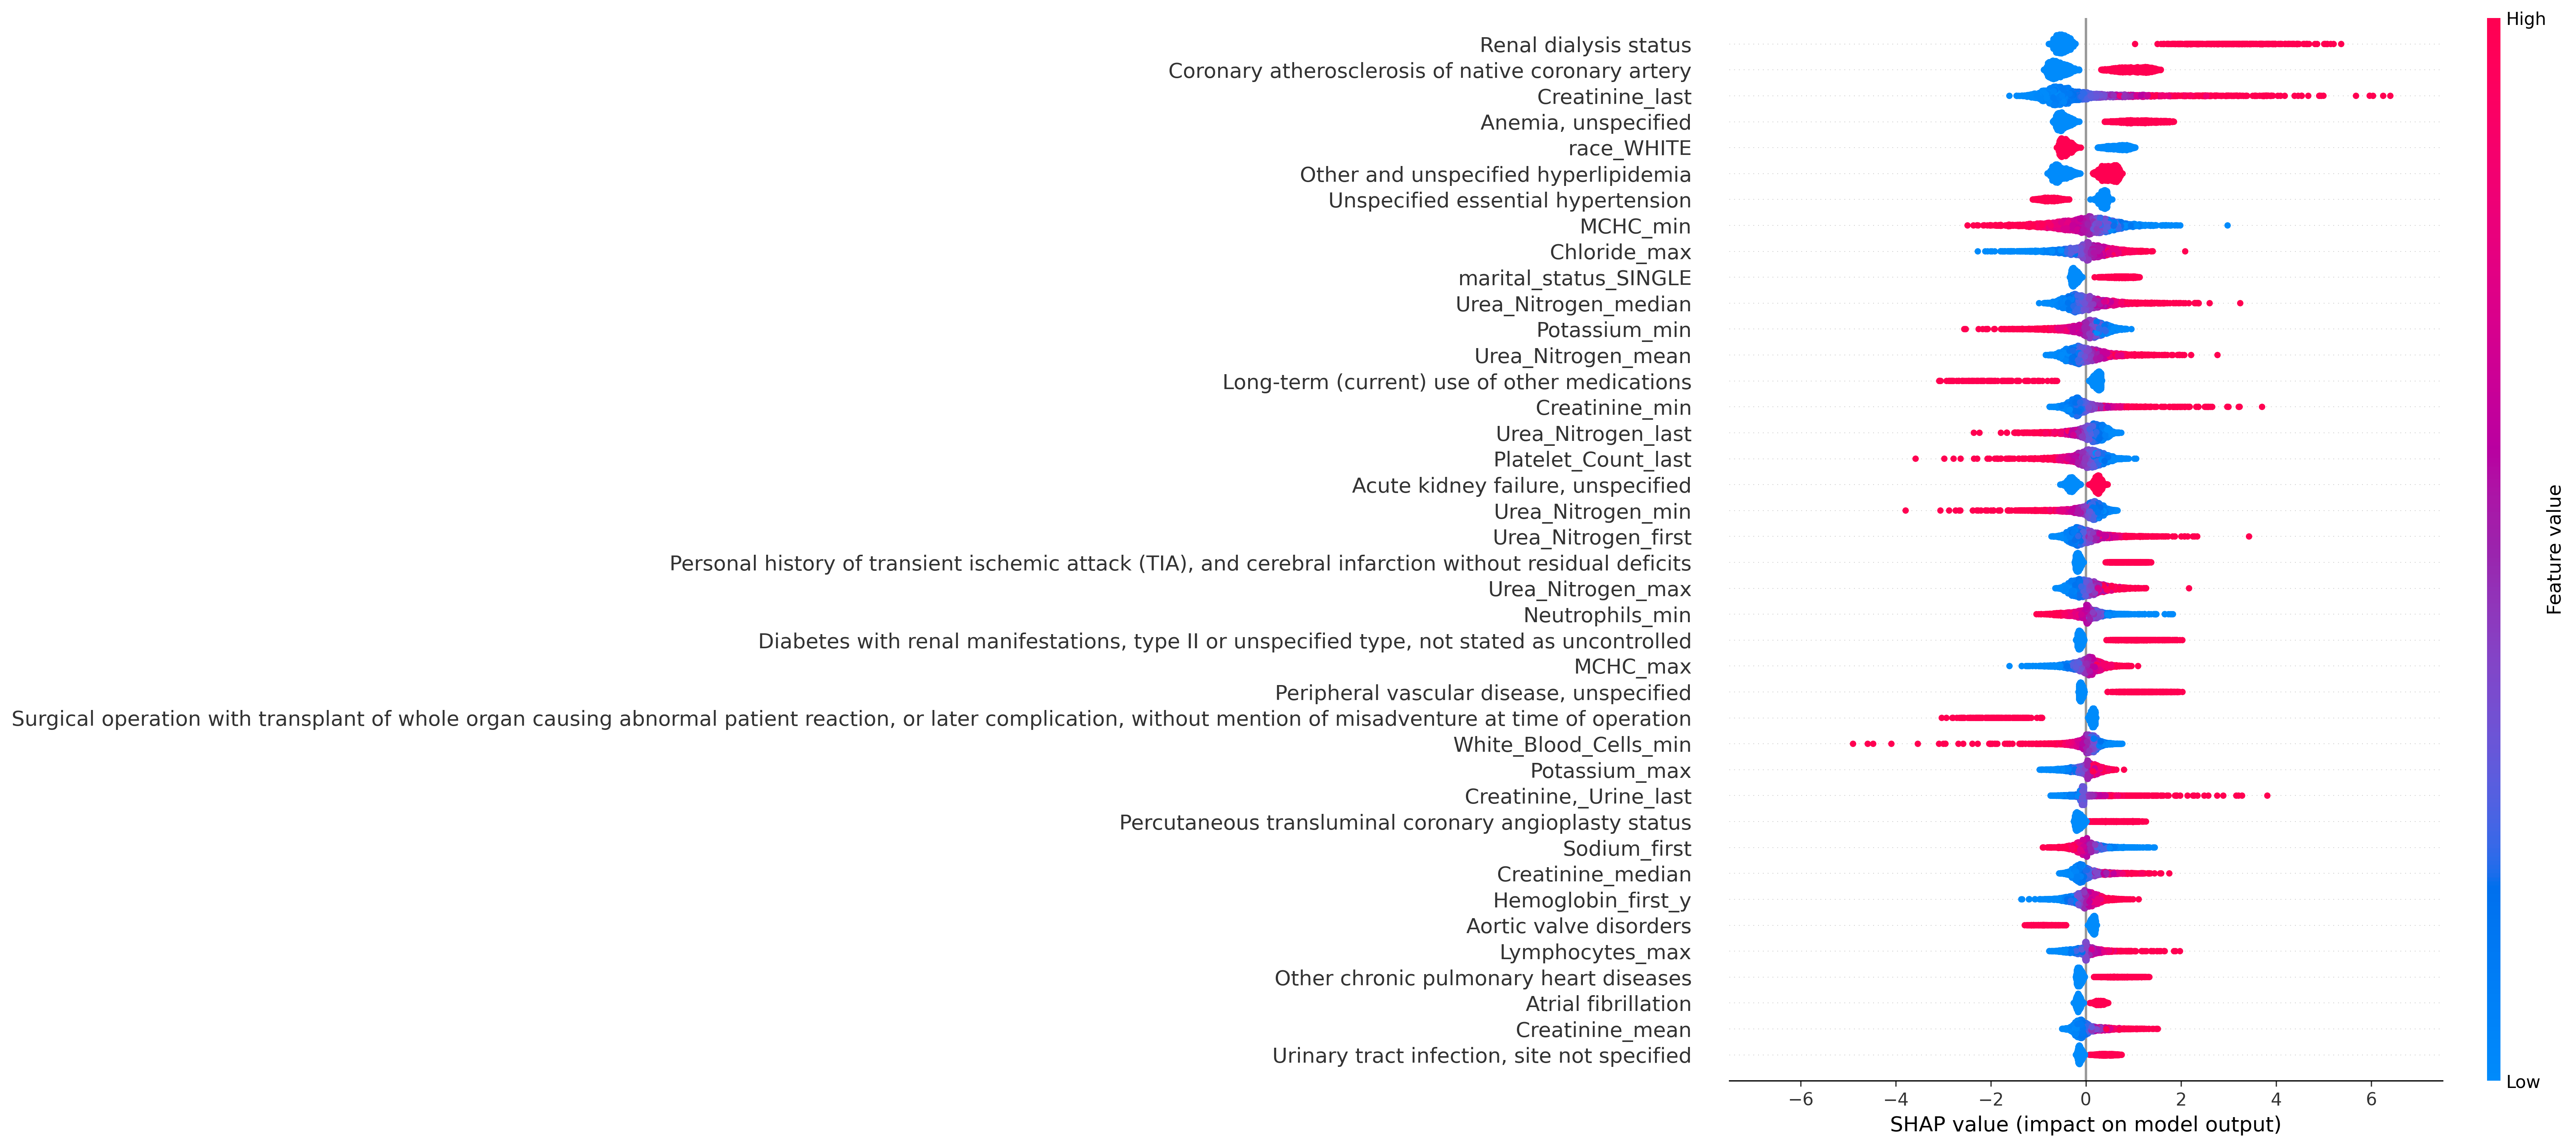 High
Renal dialysis status
Coronary atherosclerosis of native coronary artery
Creatinine_last
Anemia, unspecified
race_WHITE
Other and unspecified hyperlipidemia
Unspecified essential hypertension
MCHC_min
Chloride_max
marital_status_SINGLE
Urea_Nitrogen_median
Potassium_min
Urea_Nitrogen_mean
Long-term (current) use of other medications
Creatinine_min
Urea_Nitrogen_last
Platelet_Count_last
Acute kidney failure, unspecified
Urea_Nitrogen_min
Urea_Nitrogen_first
Personal history of transient ischemic attack (TIA), and cerebral infarction without residual deficits
Urea_Nitrogen_max
Neutrophils_min
Diabetes with renal manifestations, type II or unspecified type, not stated as uncontrolled
MCHC_max
Peripheral vascular disease, unspecified
Surgical operation with transplant of whole organ causing abnormal patient reaction, or later complication, without mention of misadventure at time of operation
White_Blood_Cells_min
Potassium_max
Creatinine,_Urine_last
Percutaneous transluminal coronary angioplasty status
Sodium_first
Creatinine_median
Hemoglobin_first_y
Aortic valve disorders
Lymphocytes_max
Other chronic pulmonary heart diseases
Atrial fibrillation
Creatinine_mean
Urinary tract infection, site not specified
Feature value
Low
−6 −4 −2 0 2 4 6
SHAP value (impact on model output)